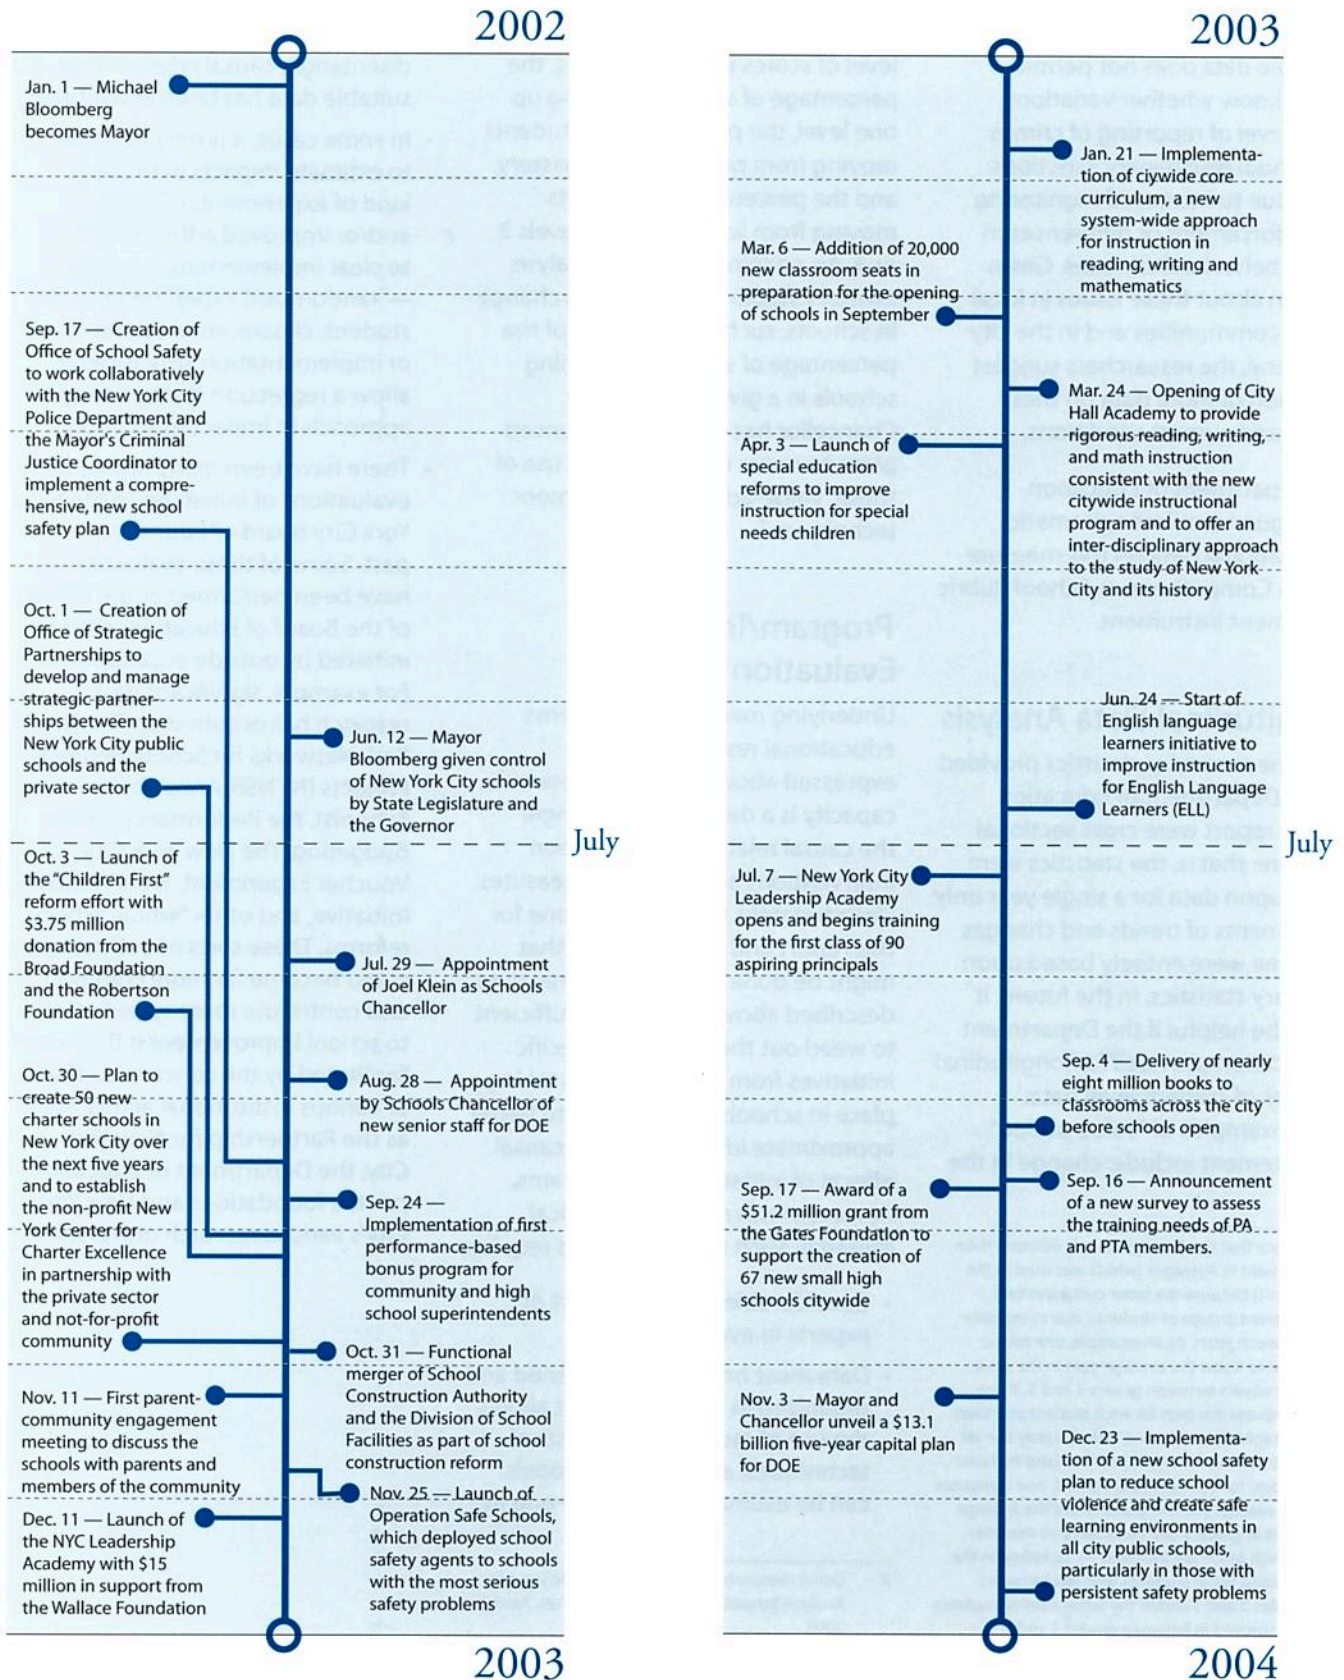 2002
Jan. 1 — Michael
Bloomberg
becomes Mayor
Sep. 17 — Creation of
Office of School Safety
to work collaboratively
with the New York City
Police Department and
the Mayor's Criminal
Justice Coordinator to
implement a compre-
hensive, new school
safety plan
Oct. 1 — Creation of
Office of Strategic
Partnerships to
develop and manage
strategic partner-
ships between the
New York City public
schools and the
private sector
Jun. 12 — Mayor
Bloomberg given control
of New York City schools
by State Legislature and
the Governor
July
Oct. 3 — Launch of
the "Children First"
reform effort with
$3.75 million
donation from the
Broad Foundation
and the Robertson
Foundation
Jul. 29 — Appointment
of Joel Klein as Schools
Chancellor
Oct. 30 — Plan to
create 50 new
charter schools in
New York City over
the next five years
and to establish
the non-profit New
York Center for
Charter Excellence
in partnership with
the private sector
and not-for-profit
community
Aug. 28 — Appointment
by Schools Chancellor of
new senior staff for DOE
Sep. 24 —
Implementation of first
performance-based
bonus program for
community and high
school superintendents
Oct. 31 — Functional
merger of School
Construction Authority
and the Division of School
Facilities as part of school
construction reform
Nov. 11 — First parent-
community engagement
meeting to discuss the
schools with parents and
members of the community
Nov. 25 — Launch of
Operation Safe Schools,
which deployed school
safety agents to schools
with the most serious
safety problems
Dec. 11 — Launch of
the NYC Leadership
Academy with $15
million in support from
the Wallace Foundation
2003
2003
Jan. 21 — Implementa-
tion of ciywide core
curriculum, a new
system-wide approach
for instruction in
reading, writing and
mathematics
Mar. 6 — Addition of 20,000
new classroom seats in
preparation for the opening
of schools in September
Mar. 24 — Opening of City
Hall Academy to provide
rigorous reading, writing,
and math instruction
consistent with the new
citywide instructional
program and to offer an
inter-disciplinary approach
to the study of New York
City and its history
Apr. 3 — Launch of
special education
reforms to improve
instruction for special
needs children
Jun. 24 — Start of
English language
learners initiative to
improve instruction
for English Language
Learners (ELL)
July
Jul. 7 — New York City
Leadership Academy
opens and begins training
for the first class of 90
aspiring principals
Sep. 4 — Delivery of nearly
eight million books to
classrooms across the city
before schools open
Sep. 16 — Announcement
of a new survey to assess
the training needs of PA
and PTA members.
Sep. 17 — Award of a
$51.2 million grant from
the Gates Foundation to
support the creation of
67 new small high
schools citywide
Nov. 3 — Mayor and
Chancellor unveil a $13.1
billion five-year capital plan
for DOE
Dec. 23 — Implementa-
tion of a new school safety
plan to reduce school
violence and create safe
learning environments in
all city public schools,
particularly in those with
persistent safety problems
2004